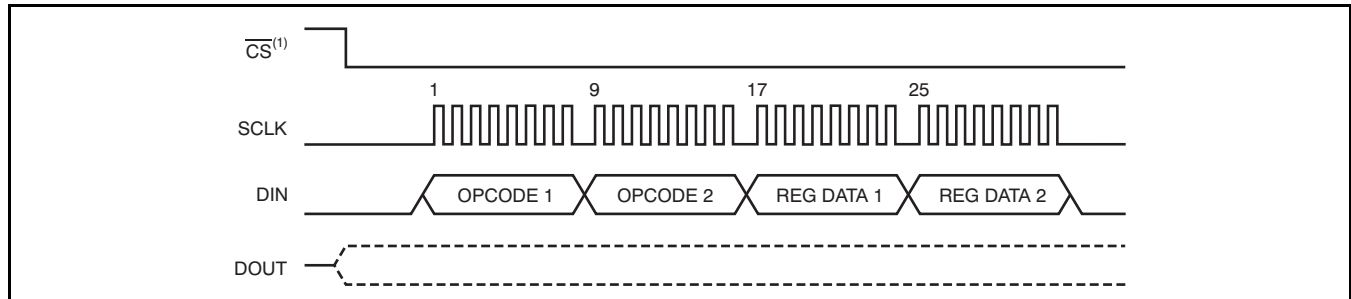 CS(1)
1 9 17 25
SCLK
DIN OPCODE 1 OPCODE 2 REG DATA 1 REG DATA 2
DOUT